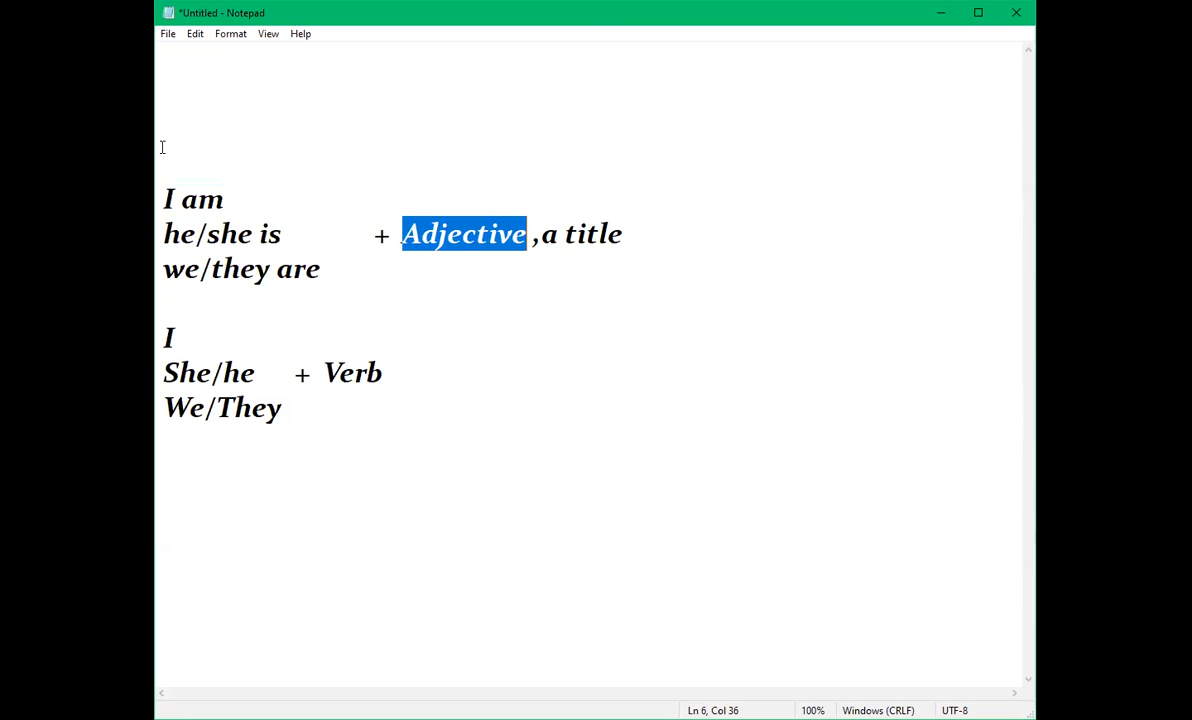 *Untitled - Notepad
File Edit Format View Help
I am
he/she is + Adjective ,a title
we/they are
I
She/he + Verb
We/They
Ln 6, Col 36 100% Windows (CRLF) UTF-8